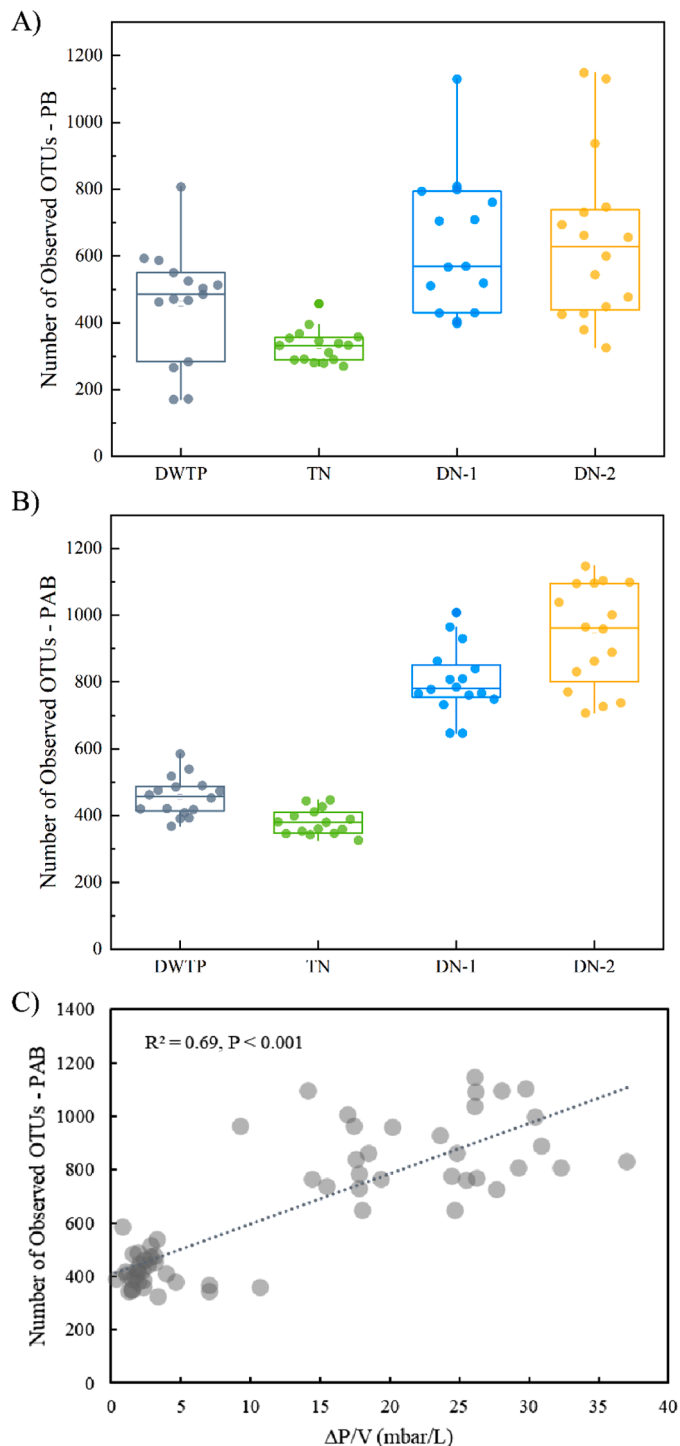 A)
Number of Observed OTUs - PB
1200
1000
800
600
400
200
0
DWTP TN DN-1 DN-2
B)
Number of Observed OTUs - PAB
1200
1000
800
600
400
200
0
DWTP TN DN-1 DN-2
C)
Number of Observed OTUs - PAB
1400
1200
1000
800
600
400
200
0
R² = 0.69, P < 0.001
0 5 10 15 20 25 30 35 40
ΔP/V (mbar/L)